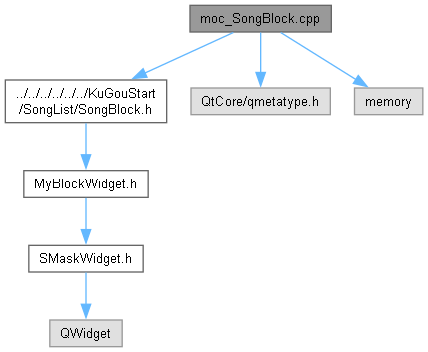 moc_SongBlock.cpp
../../../../../../KuGouStart
/SongList/SongBlock.h
QtCore/qmetatype.h
memory
MyBlockWidget.h
SMaskWidget.h
QWidget